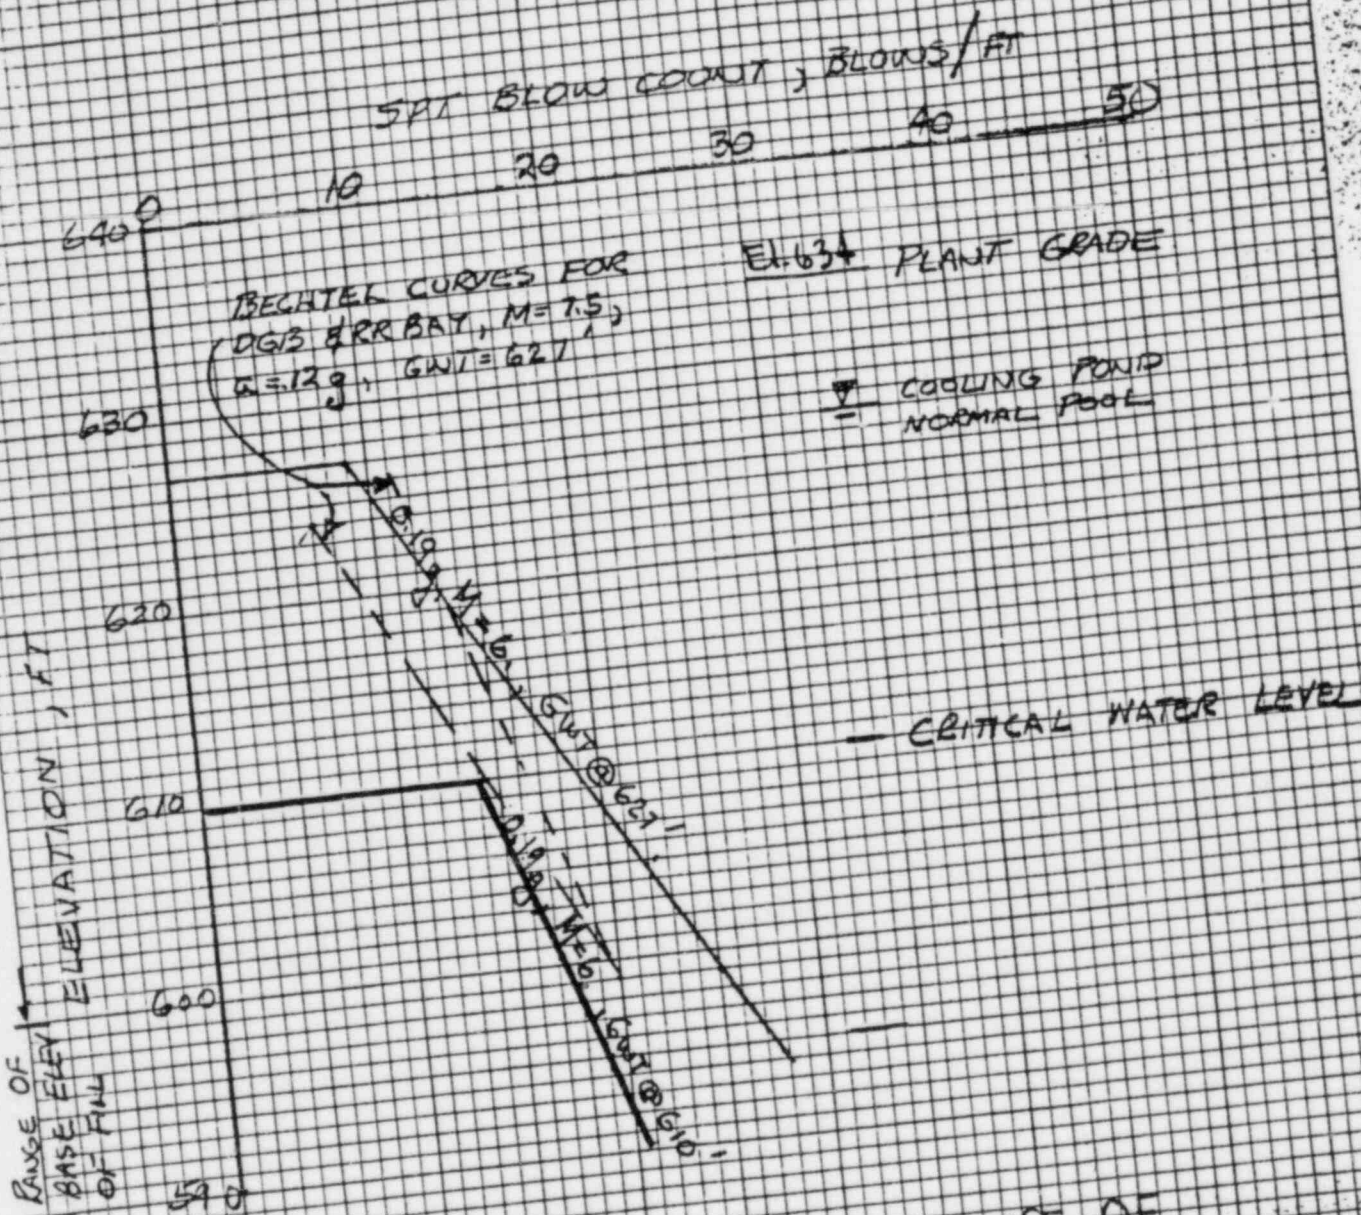 SPT BLOW COUNT, BLOWS/FT
0 10 20 30 40 50
640
BECHTEL CURVES FOR
DGB & RR BAY, M=7.5,
a=.12g, GWT=627'
El. 634 PLANT GRADE
COOLING POND
NORMAL POOL
630
0.19g, M=6, GWT@627'
620
CRITICAL WATER LEVEL
610
0.19g, M=6, GWT@610'
600
590
ELEVATION, FT
RANGE OF
BASE ELEV
OF FILL
OF